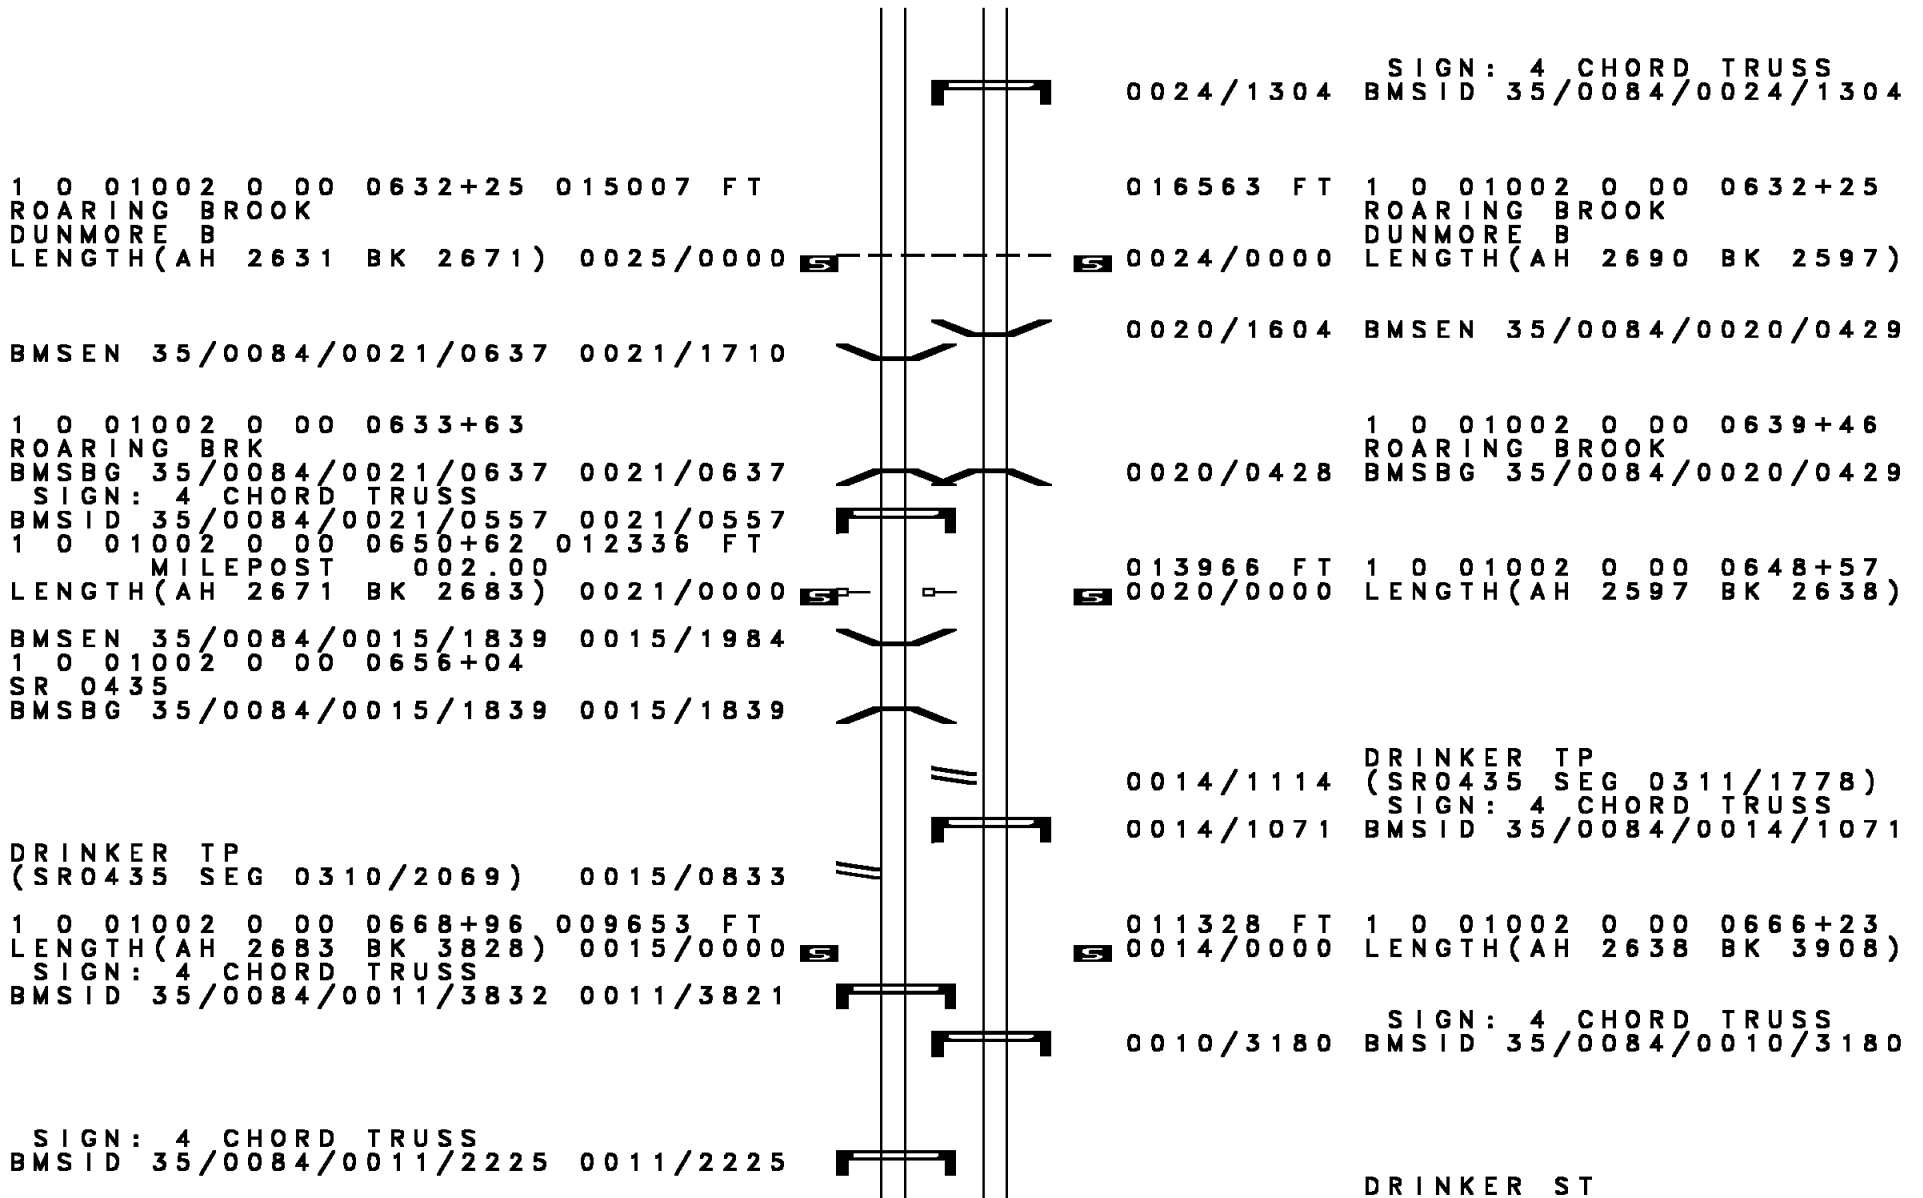 SIGN: 4 CHORD TRUSS
0024/1304 BMSID 35/0084/0024/1304
1 0 01002 0 00 0632+25 015007 FT
ROARING BROOK
DUNMORE B
LENGTH(AH 2631 BK 2671) 0025/0000 S
016563 FT 1 0 01002 0 00 0632+25
ROARING BROOK
DUNMORE B
S 0024/0000 LENGTH(AH 2690 BK 2597)
0020/1604 BMSEN 35/0084/0020/0429
BMSEN 35/0084/0021/0637 0021/1710
1 0 01002 0 00 0633+63
ROARING BRK
BMSBG 35/0084/0021/0637 0021/0637
1 0 01002 0 00 0639+46
ROARING BROOK
0020/0428 BMSBG 35/0084/0020/0429
SIGN: 4 CHORD TRUSS
BMSID 35/0084/0021/0557 0021/0557
1 0 01002 0 00 0650+62 012336 FT
MILEPOST 002.00
LENGTH(AH 2671 BK 2683) 0021/0000 S
013966 FT 1 0 01002 0 00 0648+57
S 0020/0000 LENGTH(AH 2597 BK 2638)
BMSEN 35/0084/0015/1839 0015/1984
1 0 01002 0 00 0656+04
SR 0435
BMSBG 35/0084/0015/1839 0015/1839
DRINKER TP
0014/1114 (SR0435 SEG 0311/1778)
SIGN: 4 CHORD TRUSS
0014/1071 BMSID 35/0084/0014/1071
DRINKER TP
(SR0435 SEG 0310/2069) 0015/0833
1 0 01002 0 00 0668+96 009653 FT
LENGTH(AH 2683 BK 3828) 0015/0000 S
011328 FT 1 0 01002 0 00 0666+23
S 0014/0000 LENGTH(AH 2638 BK 3908)
SIGN: 4 CHORD TRUSS
BMSID 35/0084/0011/3832 0011/3821
SIGN: 4 CHORD TRUSS
0010/3180 BMSID 35/0084/0010/3180
SIGN: 4 CHORD TRUSS
BMSID 35/0084/0011/2225 0011/2225
DRINKER ST